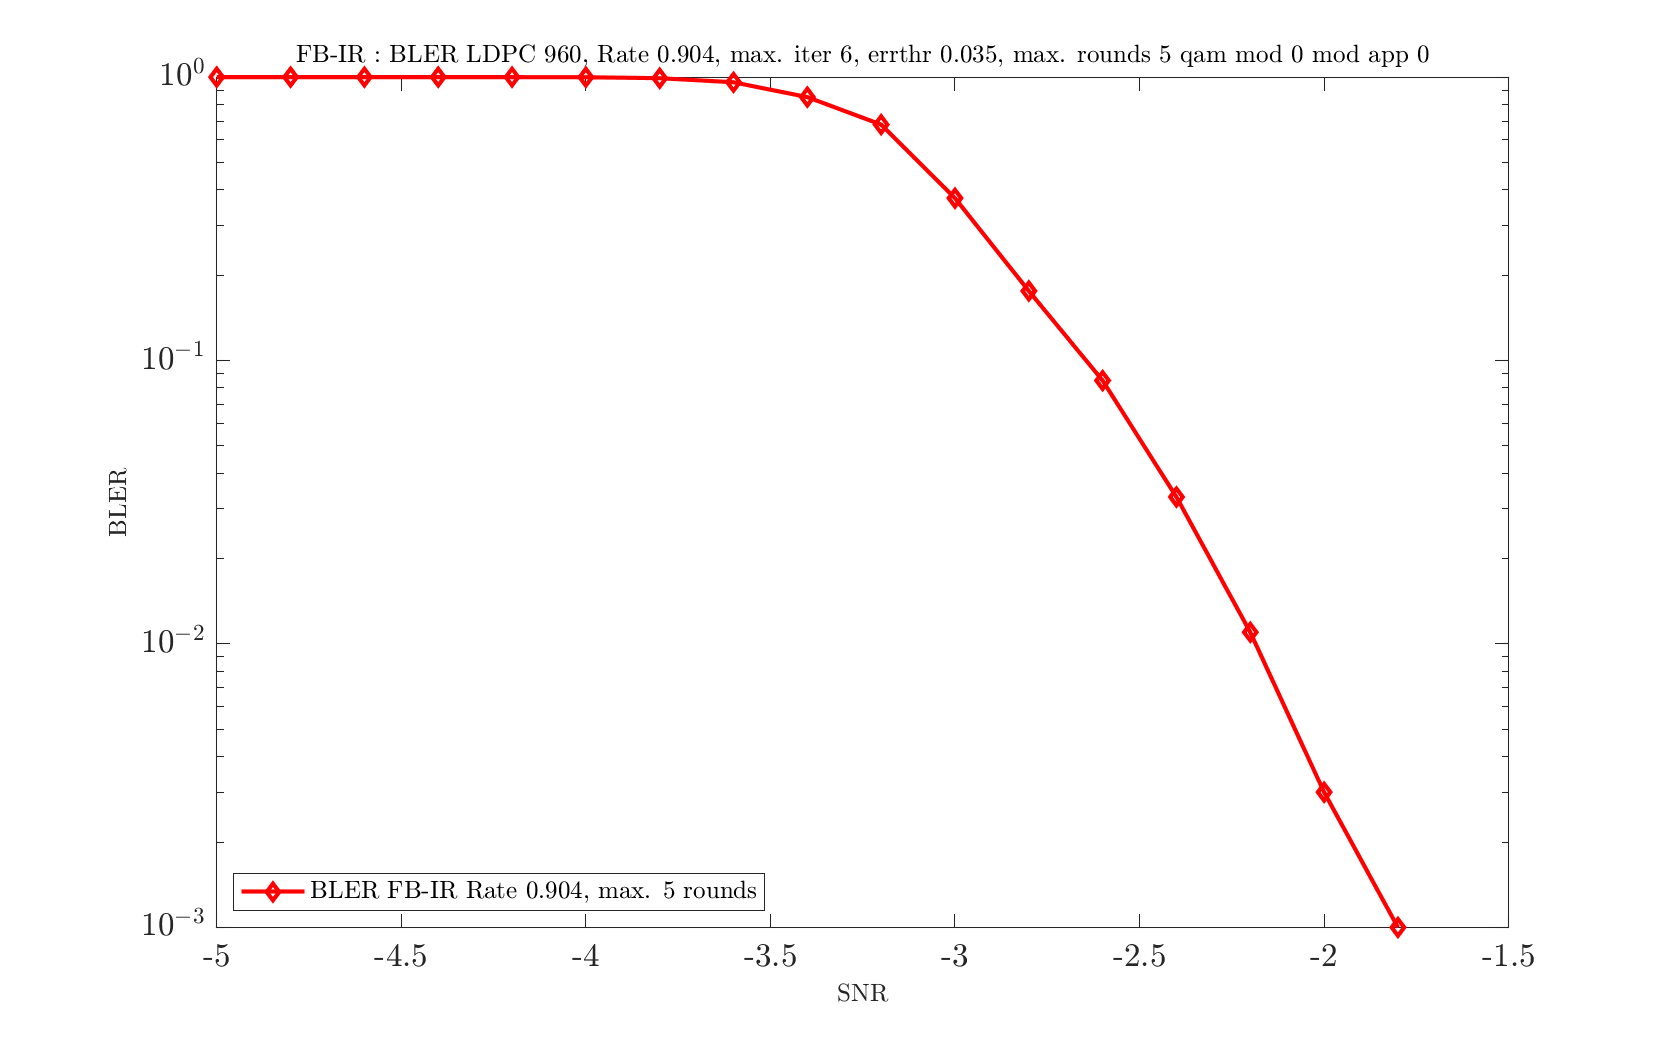 FB-IR : BLER LDPC 960, Rate 0.904, max. iter 6, errthr 0.035, max. rounds 5 qam mod 0 mod app 0
10^0
10^−1
BLER
10^−2
BLER FB-IR Rate 0.904, max. 5 rounds
10^−3
-5 -4.5 -4 -3.5 -3 -2.5 -2 -1.5
SNR